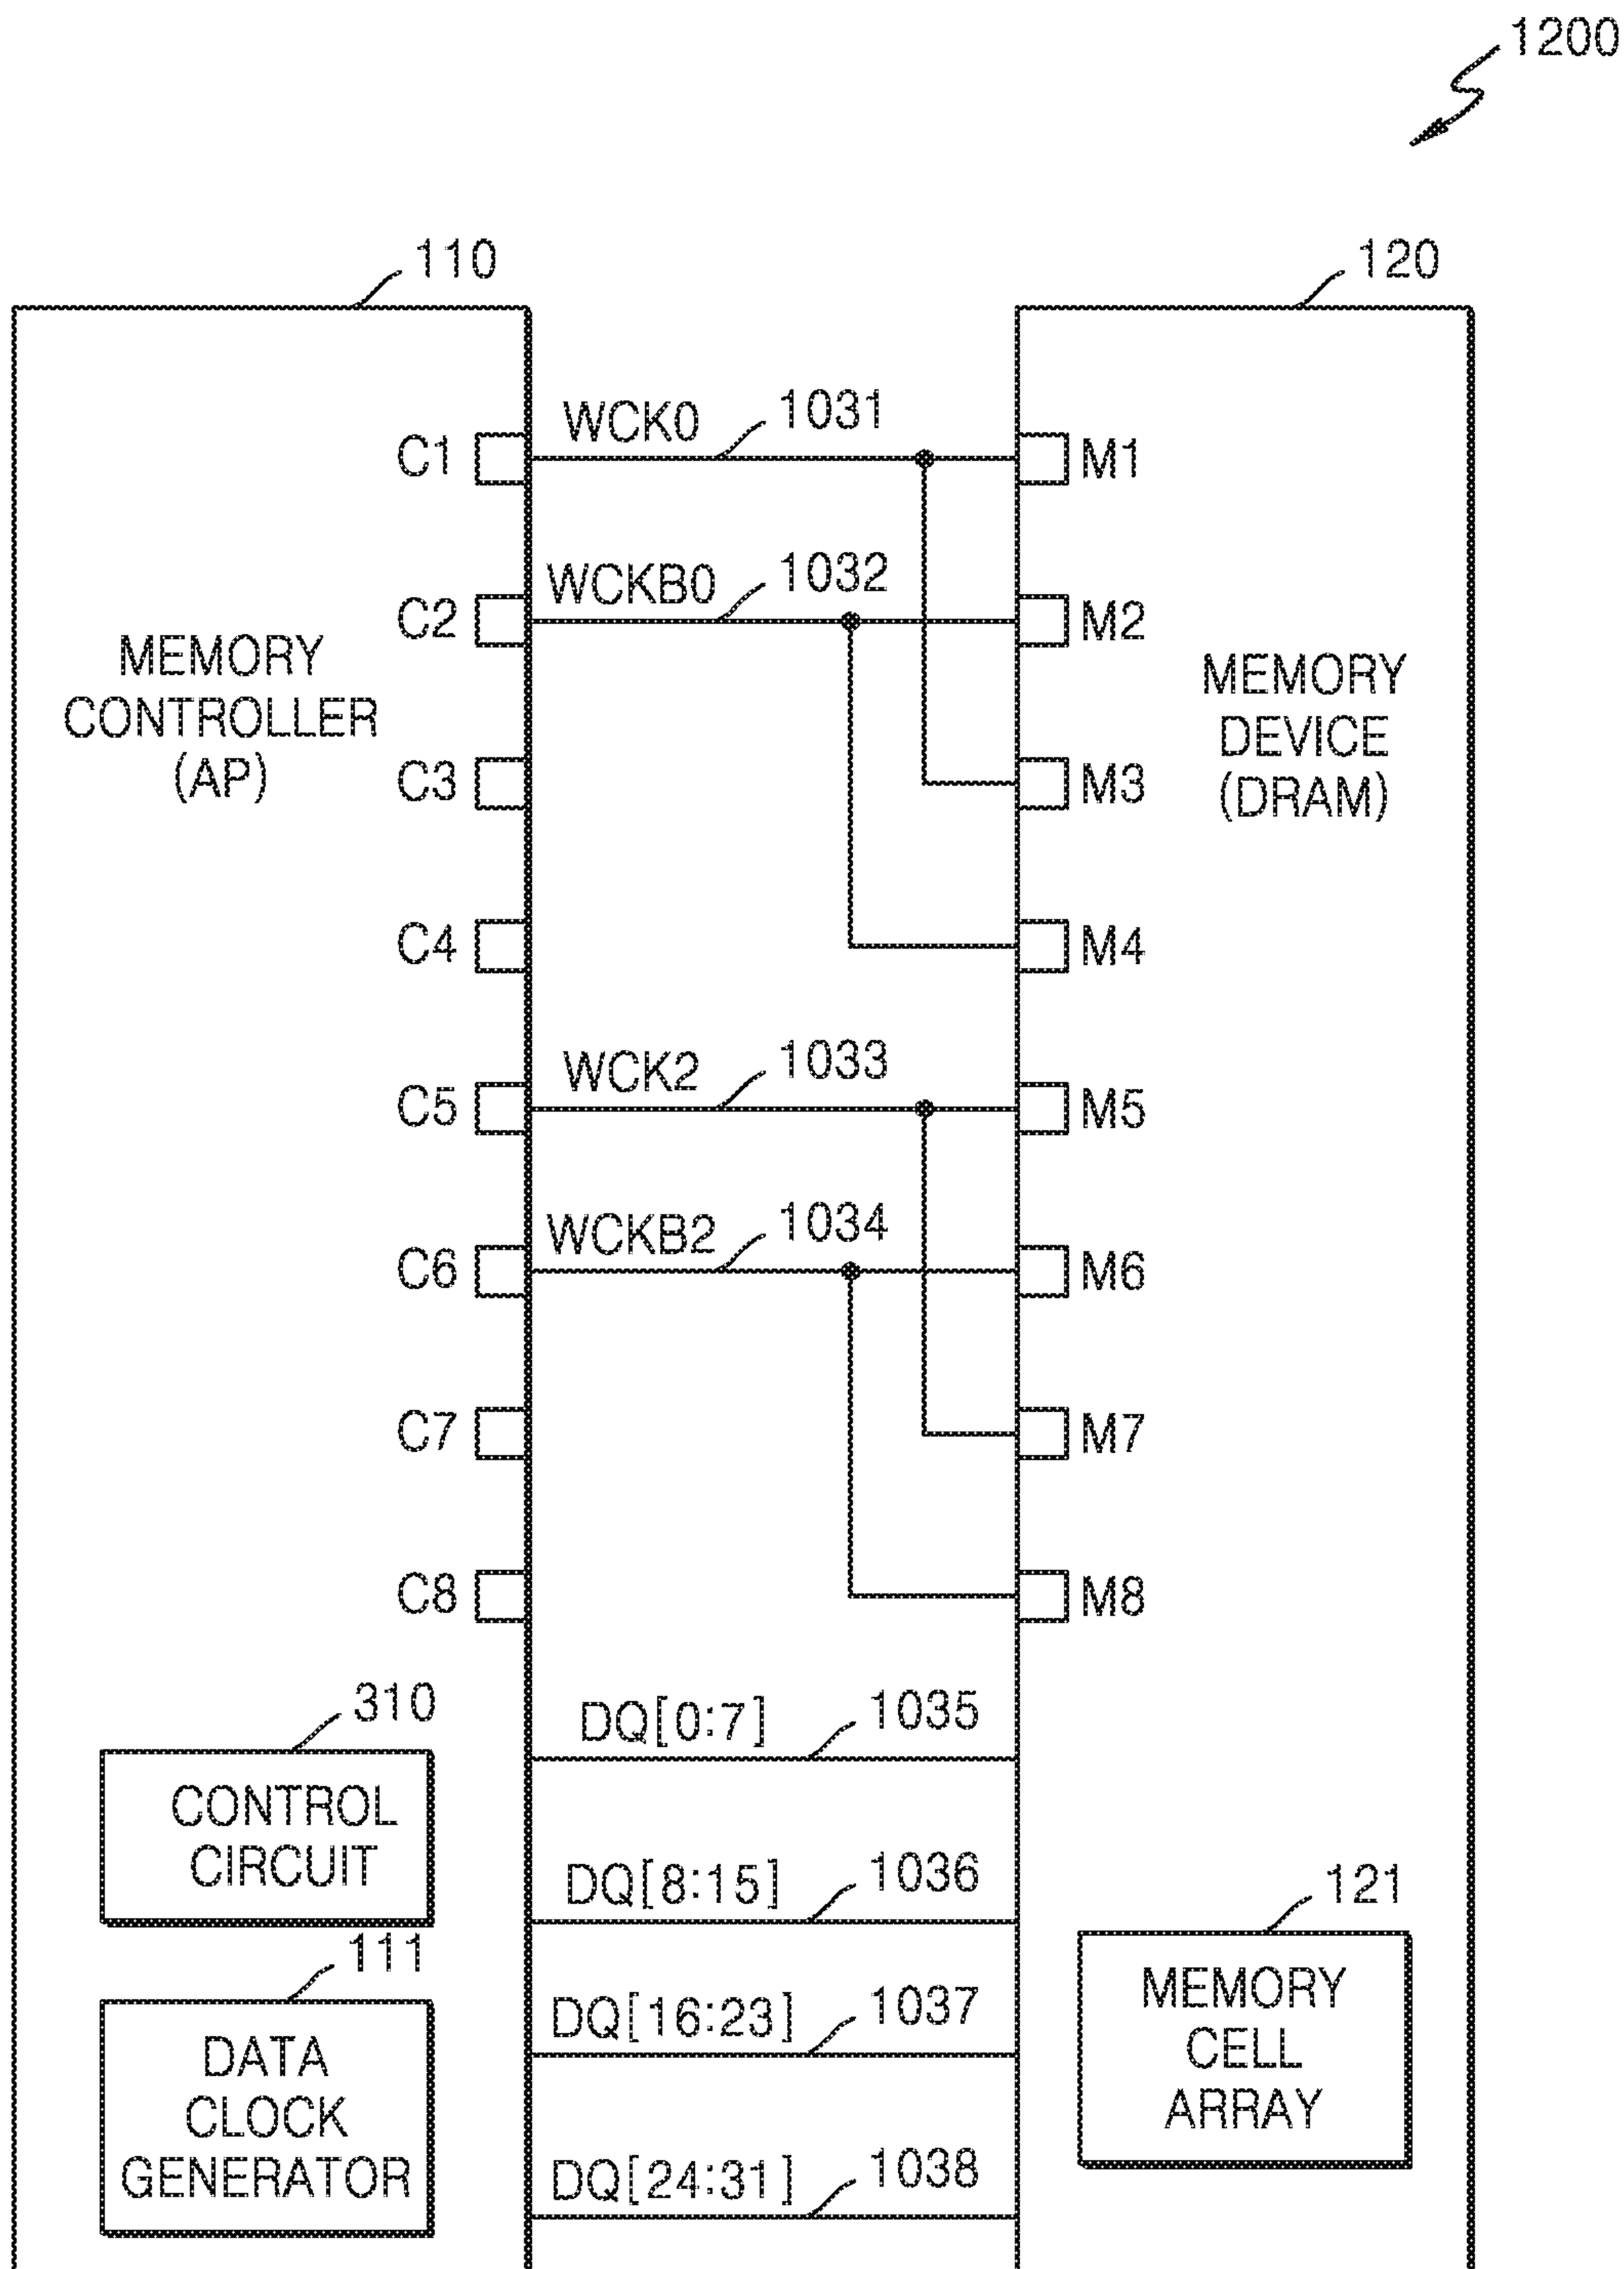 1200
110
120
WCK0
1031
C1
M1
WCKB0
1032
C2
M2
MEMORY
CONTROLLER
(AP)
MEMORY
DEVICE
(DRAM)
C3
M3
C4
M4
WCK2
1033
C5
M5
WCKB2
1034
C6
M6
C7
M7
C8
M8
310
CONTROL
CIRCUIT
DQ[0:7]
1035
DQ[8:15]
1036
111
DATA
CLOCK
GENERATOR
DQ[16:23]
1037
DQ[24:31]
1038
121
MEMORY
CELL
ARRAY